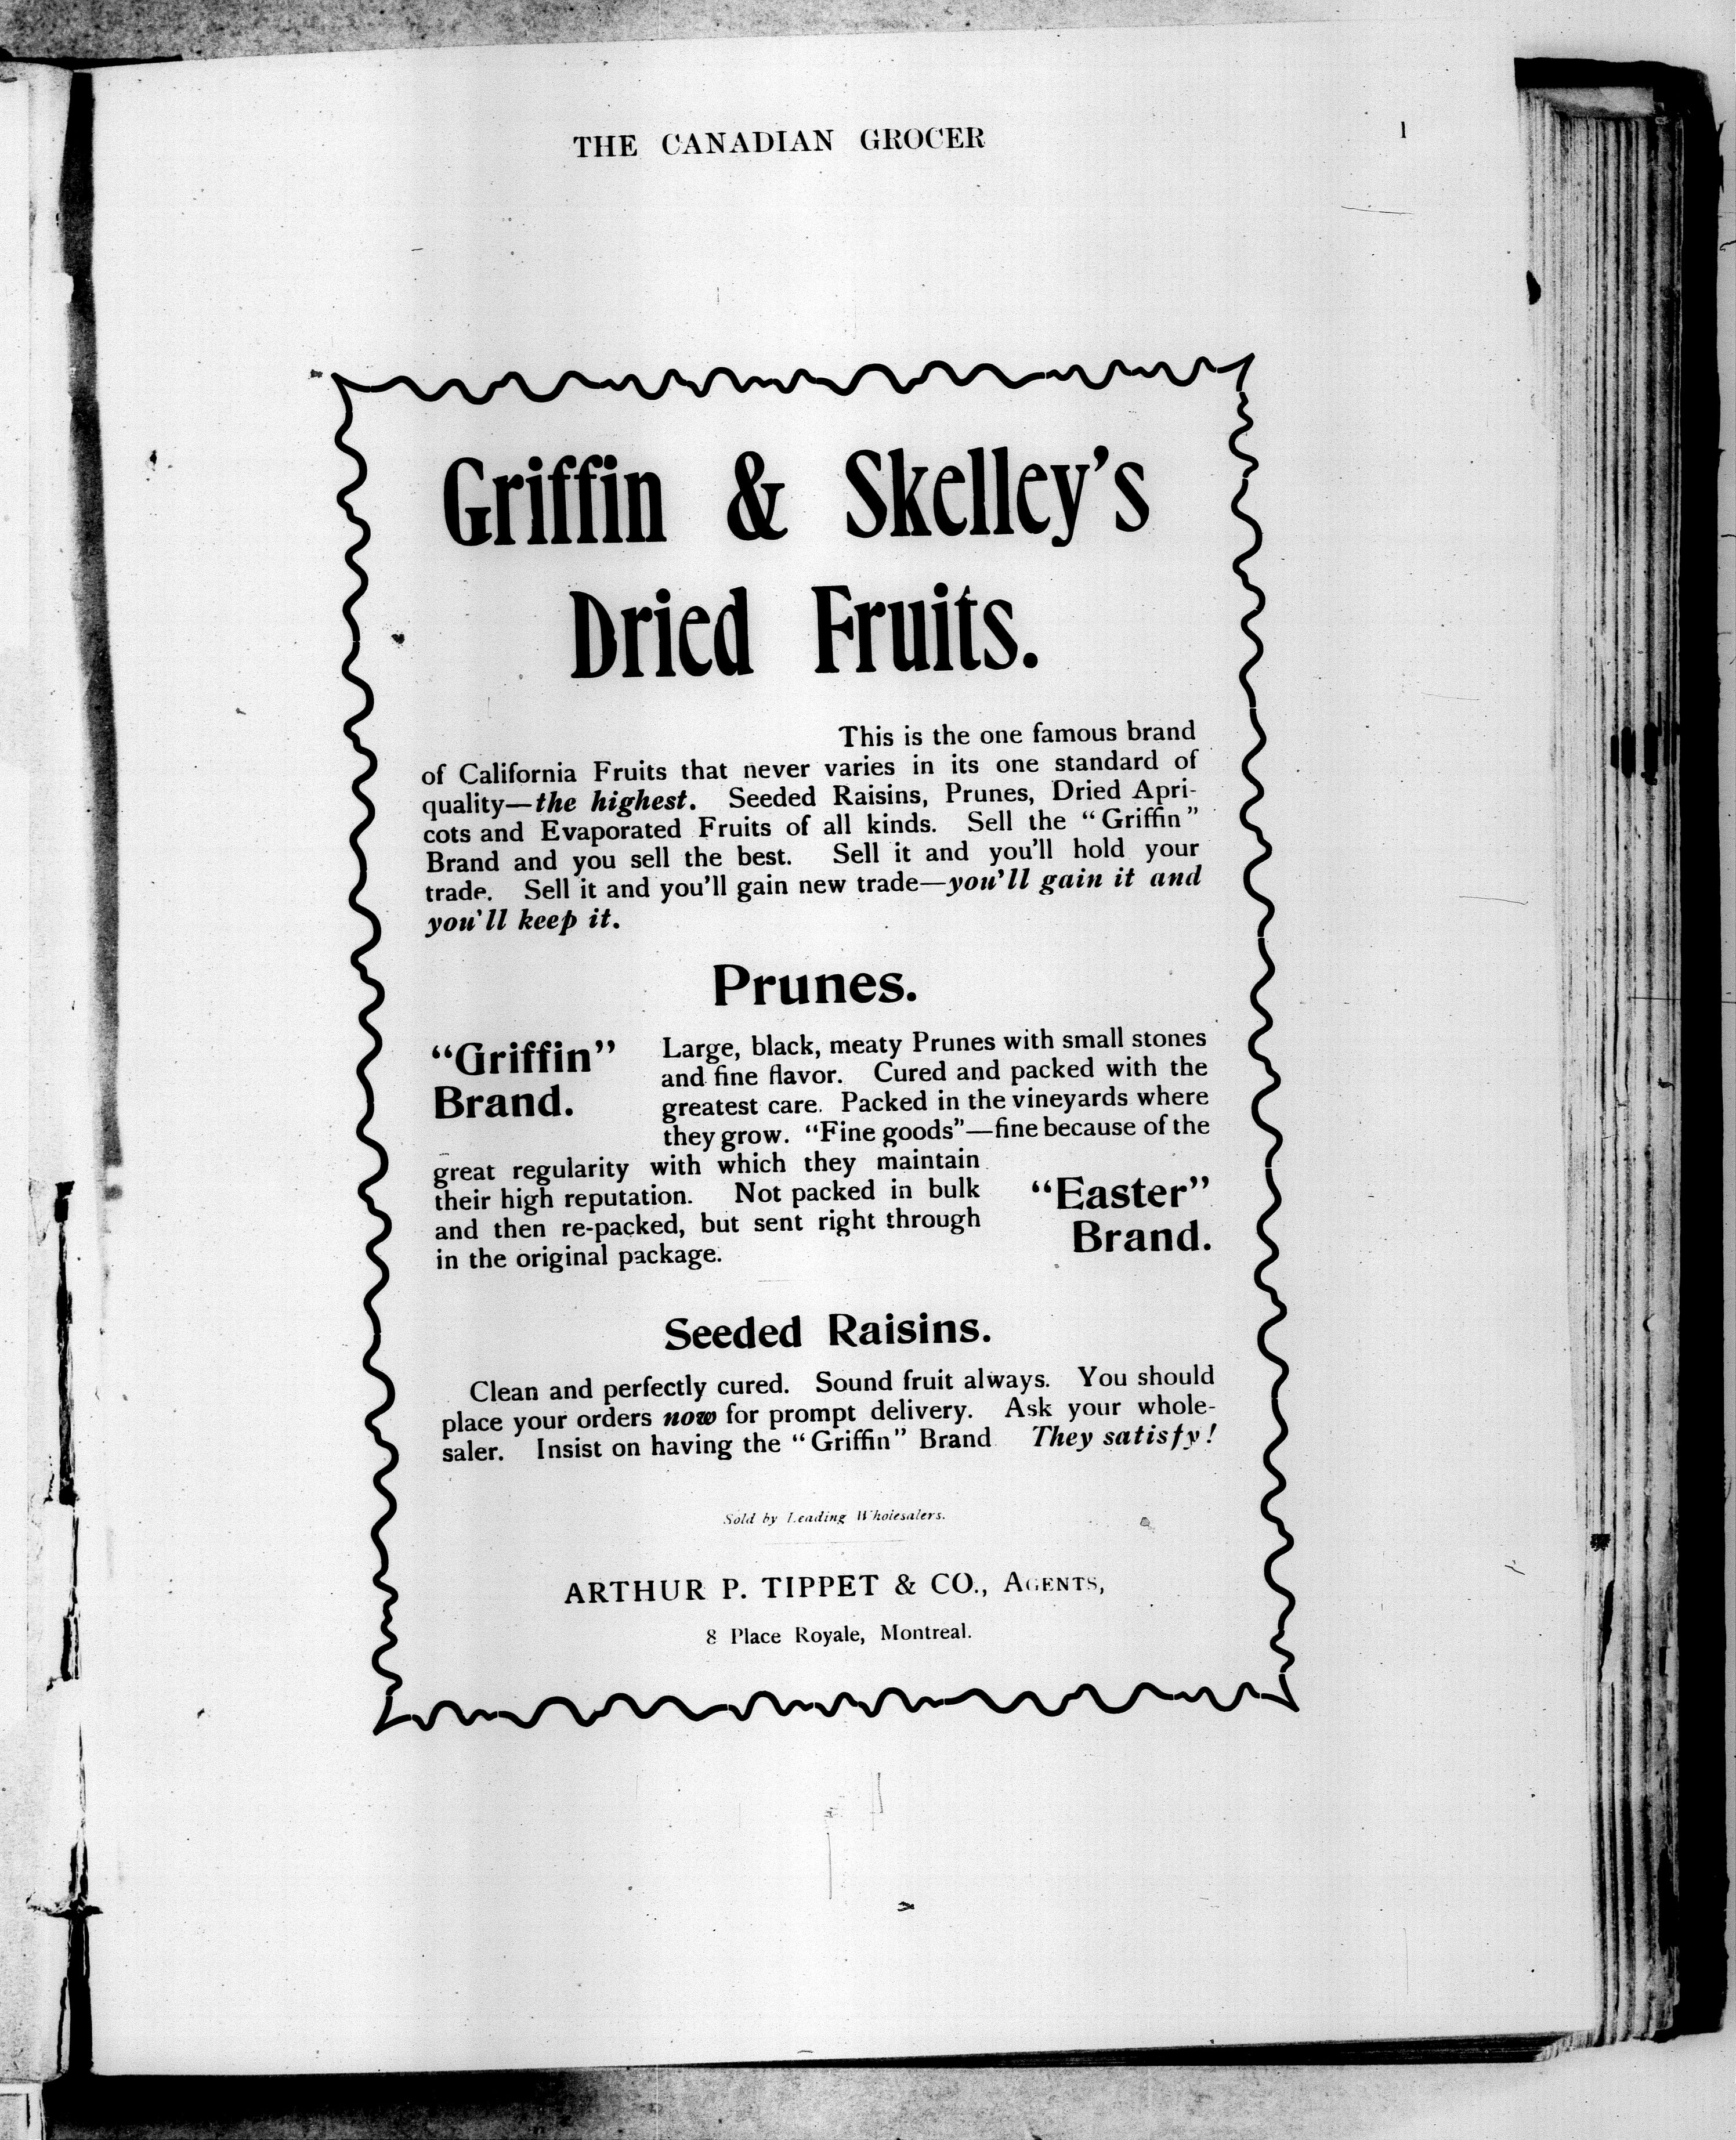 THE CANADIAN GROCER
1
Griffin & Skelley's
Dried Fruits.
This is the one famous brand
of California Fruits that never varies in its one standard of
quality—the highest. Seeded Raisins, Prunes, Dried Apri-
cots and Evaporated Fruits of all kinds. Sell the "Griffin"
Brand and you sell the best. Sell it and you'll hold your
trade. Sell it and you'll gain new trade—you'll gain it and
you'll keep it.
Prunes.
"Griffin"
Brand.
Large, black, meaty Prunes with small stones
and fine flavor. Cured and packed with the
greatest care. Packed in the vineyards where
they grow. "Fine goods"—fine because of the
great regularity with which they maintain
their high reputation. Not packed in bulk
and then re-packed, but sent right through
in the original package.
"Easter"
Brand.
Seeded Raisins.
Clean and perfectly cured. Sound fruit always. You should
place your orders now for prompt delivery. Ask your whole-
saler. Insist on having the "Griffin" Brand They satisfy!
Sold by Leading Wholesalers.
ARTHUR P. TIPPET & CO., AGENTS,
8 Place Royale, Montreal.